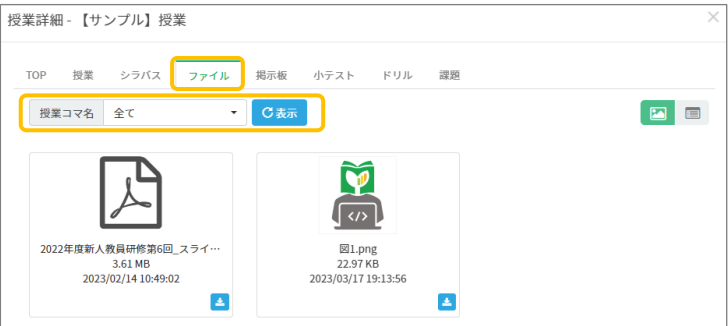 授業詳細 - 【サンプル】授業
TOP 授業 シラバス ファイル 掲示板 小テスト ドリル 課題
授業コマ名 全て 表示
2022年度新人教員研修第6回_スライ…
3.61 MB
2023/02/14 10:49:02
図1.png
22.97 KB
2023/03/17 19:13:56